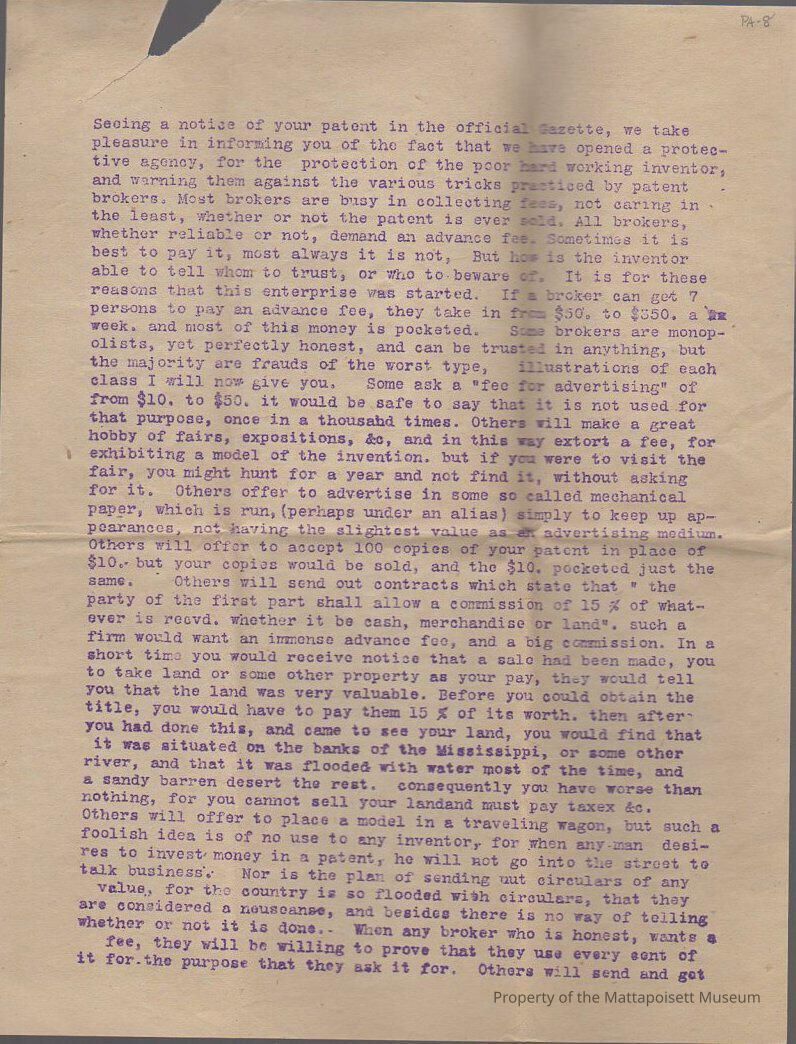 PA-8
Seeing a notice of your patent in the official Gazette, we take
pleasure in informing you of the fact that we have opened a protec-
tive agency, for the protection of the poor hard working inventor,
and warning them against the various tricks practiced by patent
brokers. Most brokers are busy in collecting fees, not caring in
the least, whether or not the patent is ever sold. All brokers,
whether reliable or not, demand an advance fee. Sometimes it is
best to pay it, most always it is not, But how is the inventor
able to tell whom to trust, or who to beware of. It is for these
reasons that this enterprise was started. If a broker can get 7
persons to pay an advance fee, they take in from $50. to $350. a
week. and most of this money is pocketed. Some brokers are monop-
olists, yet perfectly honest, and can be trusted in anything, but
the majority are frauds of the worst type, illustrations of each
class I will now give you. Some ask a "fee for advertising" of
from $10. to $50. it would be safe to say that it is not used for
that purpose, once in a thousabd times. Others will make a great
hobby of fairs, expositions, &c, and in this way extort a fee, for
exhibiting a model of the invention. but if you were to visit the
fair, you might hunt for a year and not find it, without asking
for it. Others offer to advertise in some so called mechanical
paper, which is run, (perhaps under an alias) simply to keep up ap-
pearances, not having the slightest value as an advertising medium.
Others will offer to accept 100 copies of your patent in place of
$10. but your copies would be sold, and the $10. pocketed just the
same. Others will send out contracts which state that " the
party of the first part shall allow a commission of 15 % of what-
ever is recvd. whether it be cash, merchandise or land". such a
firm would want an immense advance fee, and a big commission. In a
short time you would receive notice that a sale had been made, you
to take land or some other property as your pay, they would tell
you that the land was very valuable. Before you could obtain the
title, you would have to pay them 15 % of its worth. then after
you had done this, and came to see your land, you would find that
it was situated on the banks of the Mississippi, or some other
river, and that it was flooded with water most of the time, and
a sandy barren desert the rest. consequently you have worse than
nothing, for you cannot sell your landand must pay taxex &c.
Others will offer to place a model in a traveling wagon, but such a
foolish idea is of no use to any inventor, for when any man desi-
res to invest money in a patent, he will not go into the street to
talk business. Nor is the plan of sending out circulars of any
value, for the country is so flooded with circulars, that they
are considered a neuscanse, and besides there is no way of telling
whether or not it is done. When any broker who is honest, wants a
fee, they will be willing to prove that they use every cent of
it for the purpose that they ask it for. Others will send and get
Property of the Mattapoisett Museum